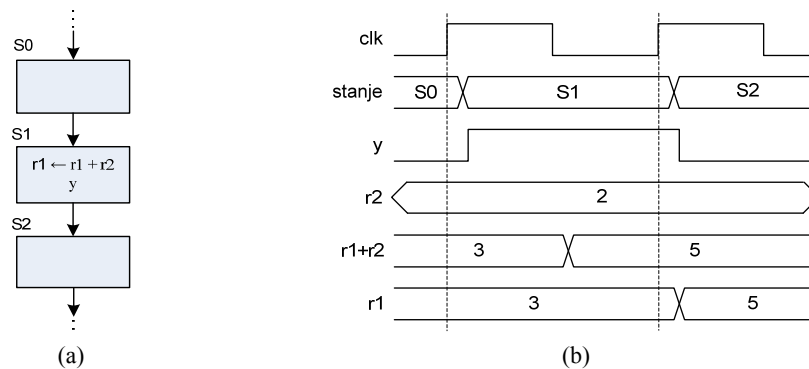 S0
S1
r1 ← r1 + r2
y
S2
(a)
clk
stanje S0 S1 S2
y
r2 2
r1+r2 3 5
r1 3 5
(b)